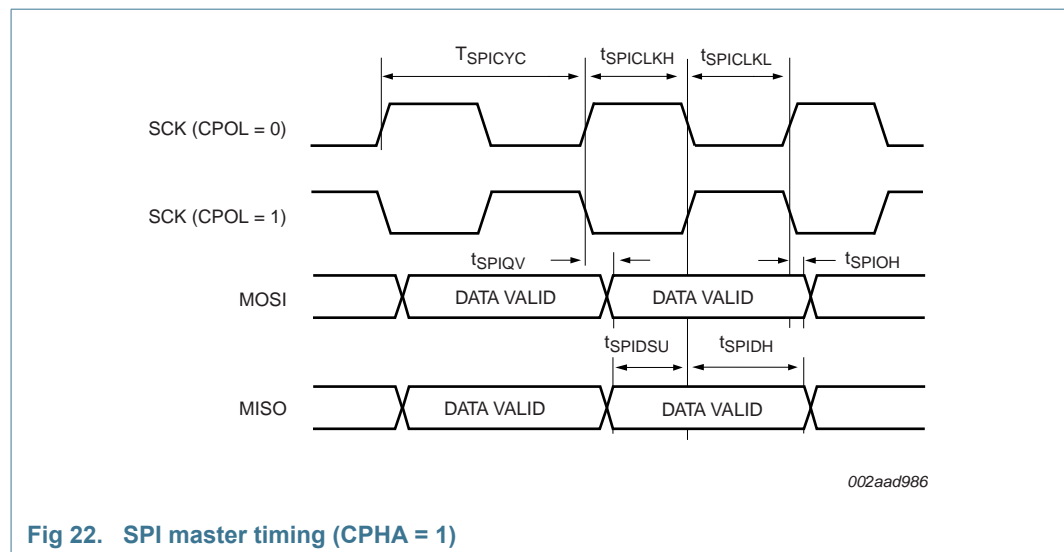 TSPICYC tSPICLKH tSPICLKL
SCK (CPOL = 0)
SCK (CPOL = 1)
tSPIQV tSPIOH
MOSI DATA VALID DATA VALID
tSPIDSU tSPIDH
MISO DATA VALID DATA VALID
002aad986
Fig 22. SPI master timing (CPHA = 1)